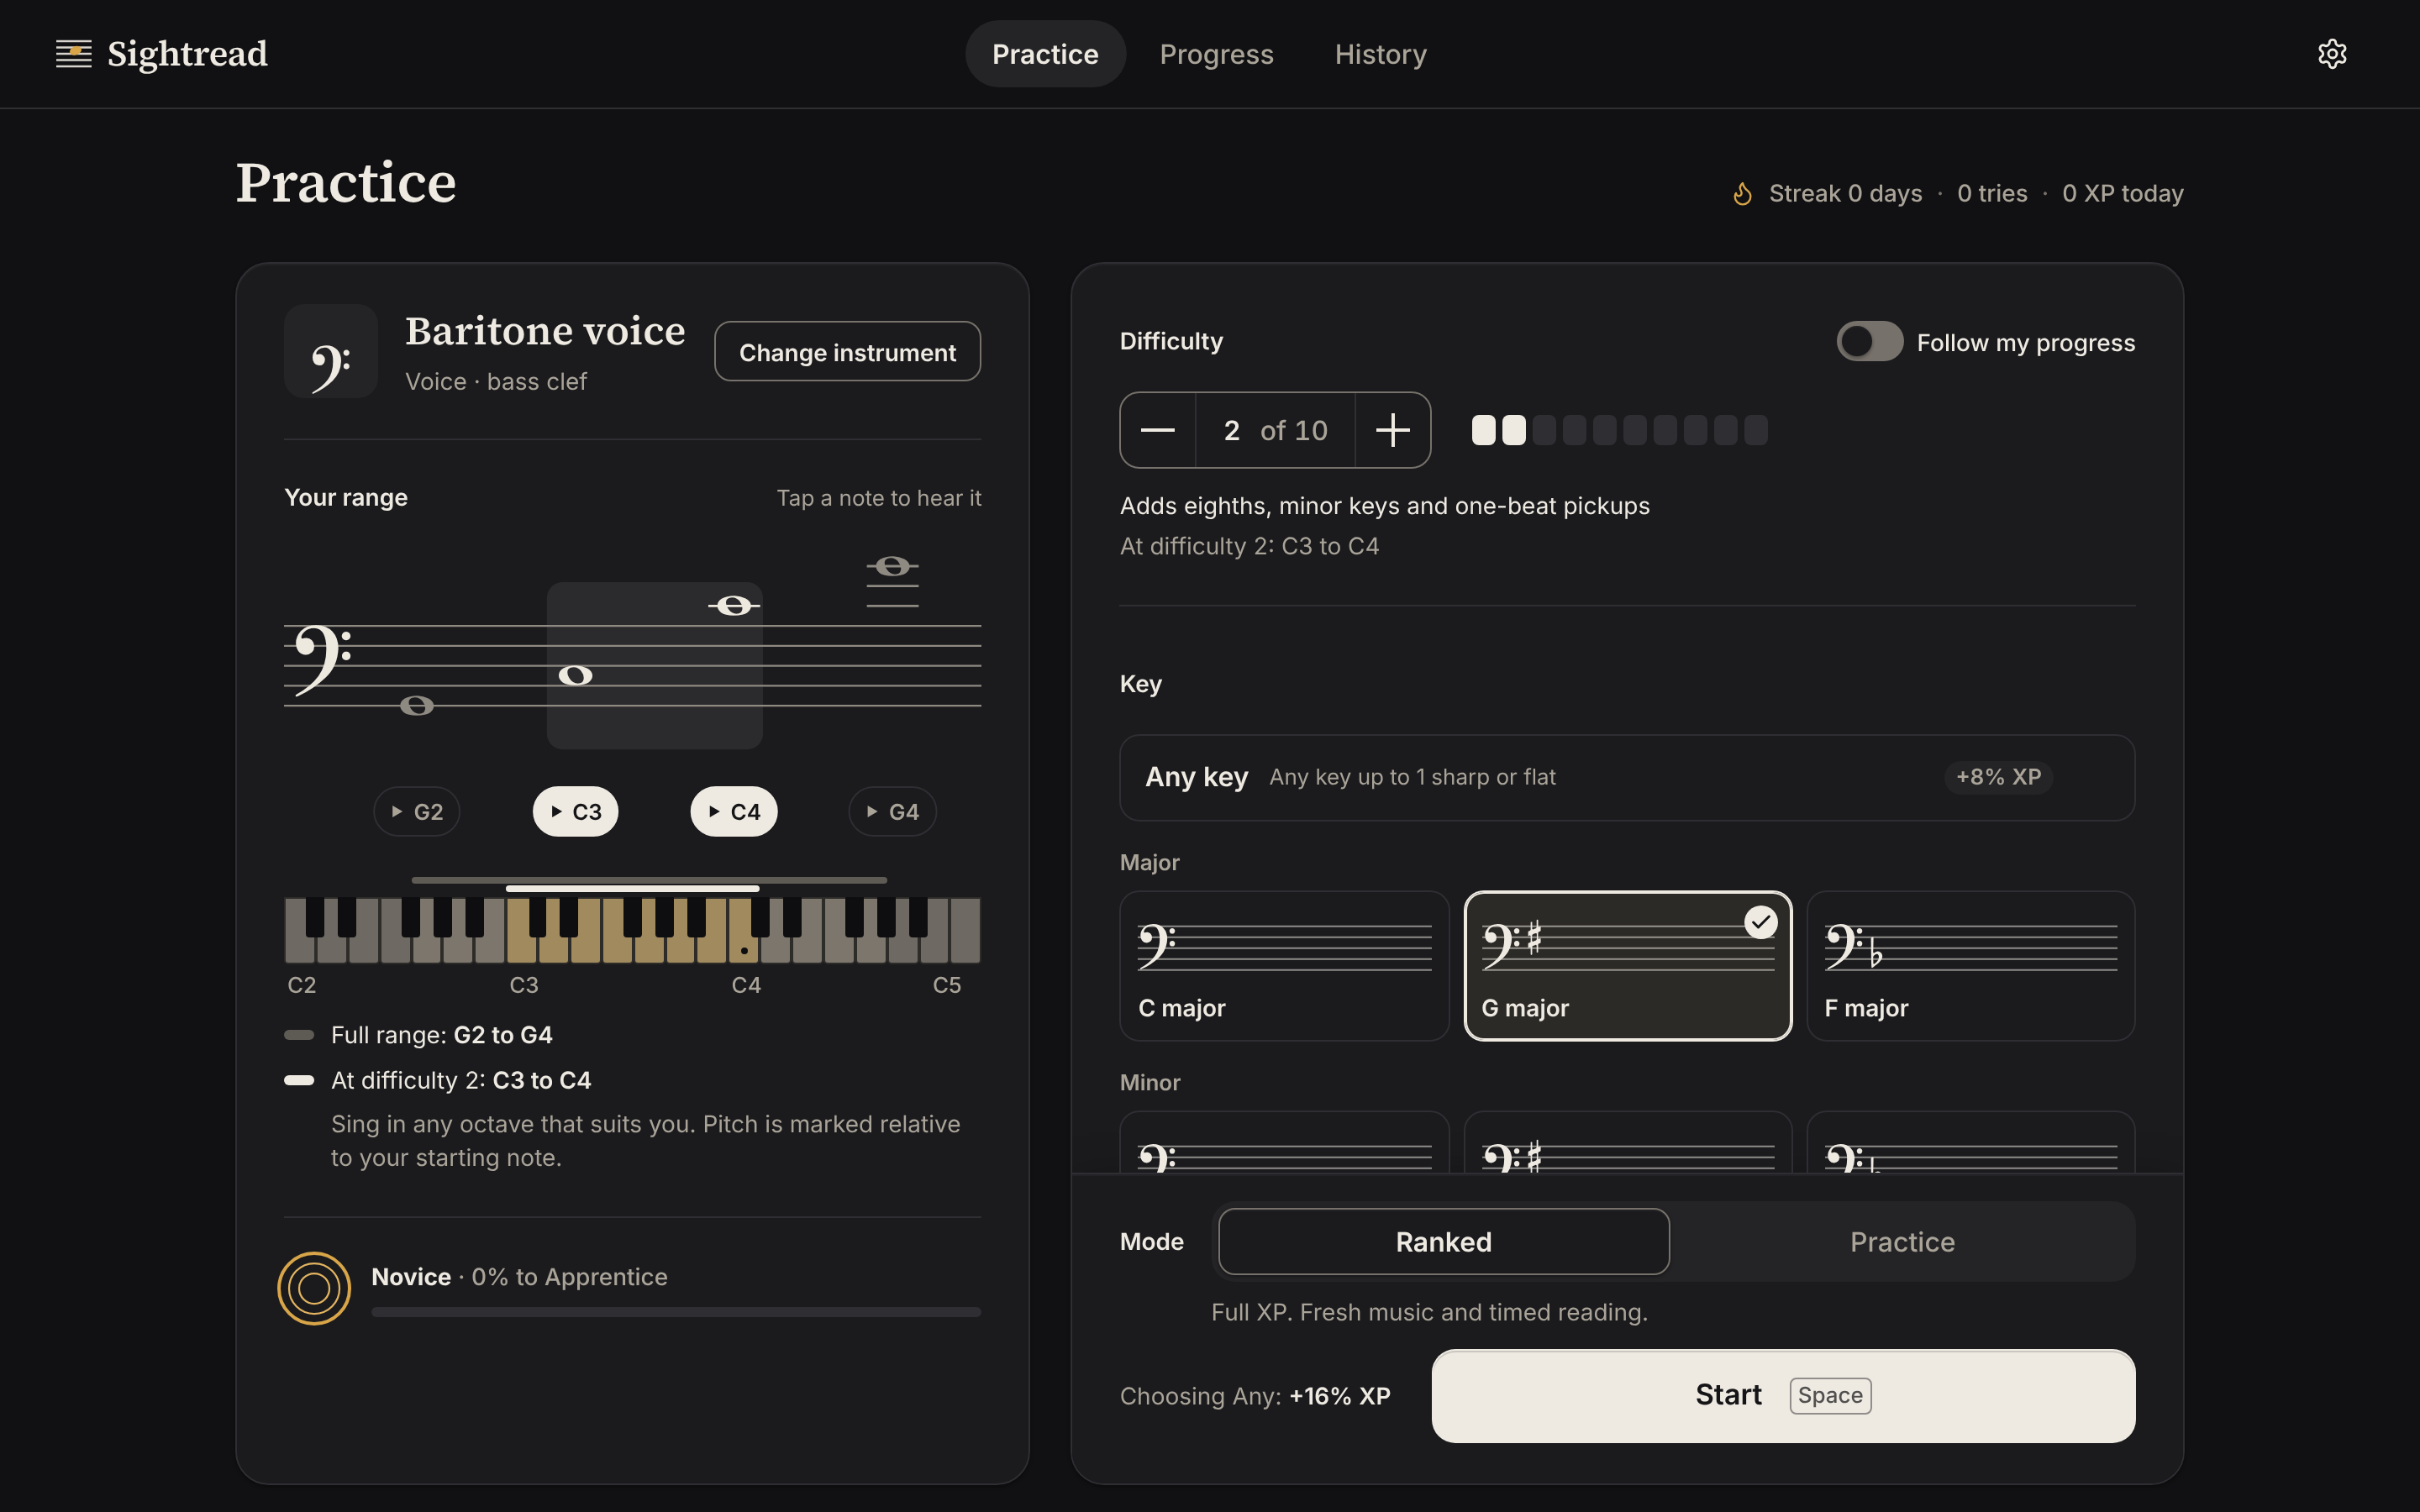 Sightread
Practice
Progress
History
Practice
Streak 0 days · 0 tries · 0 XP today
Baritone voice
Voice · bass clef
Change instrument
Your range
Tap a note to hear it
G2
C3
C4
G4
C2
C3
C4
C5
Full range: G2 to G4
At difficulty 2: C3 to C4
Sing in any octave that suits you. Pitch is marked relative
to your starting note.
Novice · 0% to Apprentice
Difficulty
Follow my progress
2 of 10
Adds eighths, minor keys and one-beat pickups
At difficulty 2: C3 to C4
Key
Any key Any key up to 1 sharp or flat +8% XP
Major
C major
G major
F major
Minor
Mode
Ranked
Practice
Full XP. Fresh music and timed reading.
Choosing Any: +16% XP
Start Space